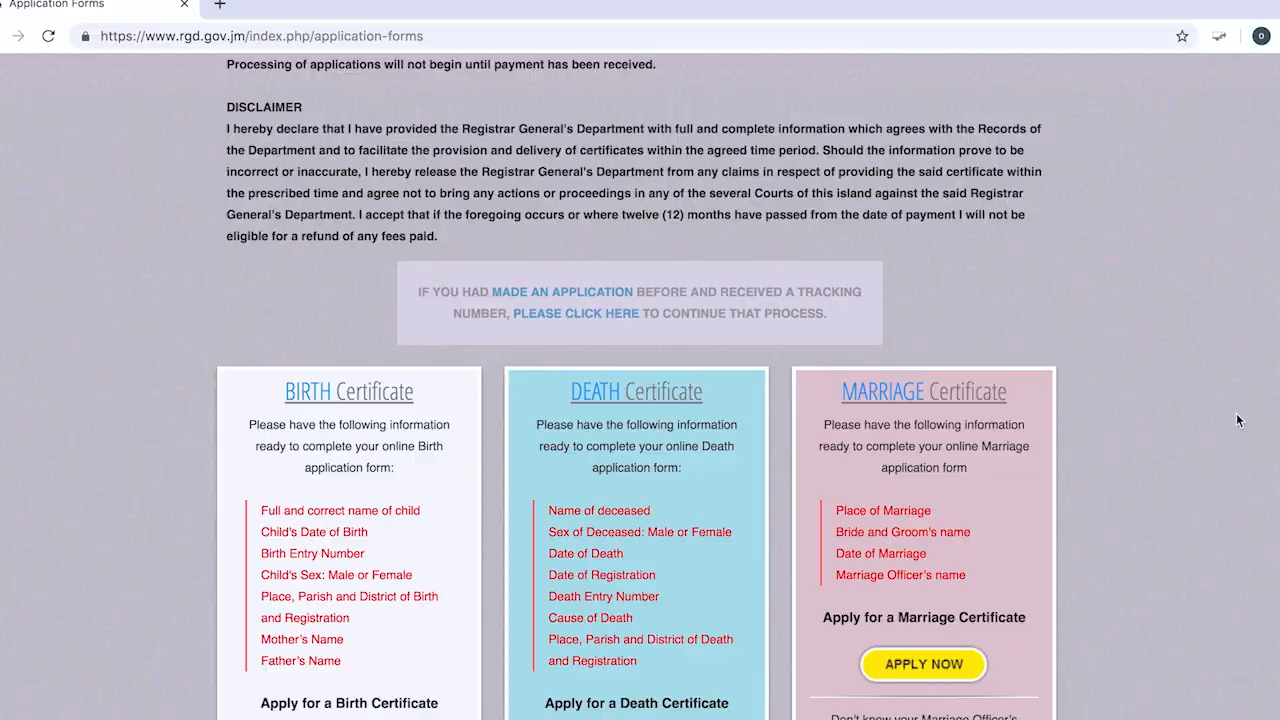 Application Forms
https://www.rgd.gov.jm/index.php/application-forms
Processing of applications will not begin until payment has been received.
DISCLAIMER
I hereby declare that I have provided the Registrar General's Department with full and complete information which agrees with the Records of
the Department and to facilitate the provision and delivery of certificates within the agreed time period. Should the information prove to be
incorrect or inaccurate, I hereby release the Registrar General's Department from any claims in respect of providing the said certificate within
the prescribed time and agree not to bring any actions or proceedings in any of the several Courts of this island against the said Registrar
General's Department. I accept that if the foregoing occurs or where twelve (12) months have passed from the date of payment I will not be
eligible for a refund of any fees paid.
IF YOU HAD MADE AN APPLICATION BEFORE AND RECEIVED A TRACKING
NUMBER, PLEASE CLICK HERE TO CONTINUE THAT PROCESS.
BIRTH Certificate
Please have the following information
ready to complete your online Birth
application form:
Full and correct name of child
Child's Date of Birth
Birth Entry Number
Child's Sex: Male or Female
Place, Parish and District of Birth
and Registration
Mother's Name
Father's Name
Apply for a Birth Certificate
DEATH Certificate
Please have the following information
ready to complete your online Death
application form:
Name of deceased
Sex of Deceased: Male or Female
Date of Death
Date of Registration
Death Entry Number
Cause of Death
Place, Parish and District of Death
and Registration
Apply for a Death Certificate
MARRIAGE Certificate
Please have the following information
ready to complete your online Marriage
application form
Place of Marriage
Bride and Groom's name
Date of Marriage
Marriage Officer's name
Apply for a Marriage Certificate
APPLY NOW
Don't know your Marriage Officer's